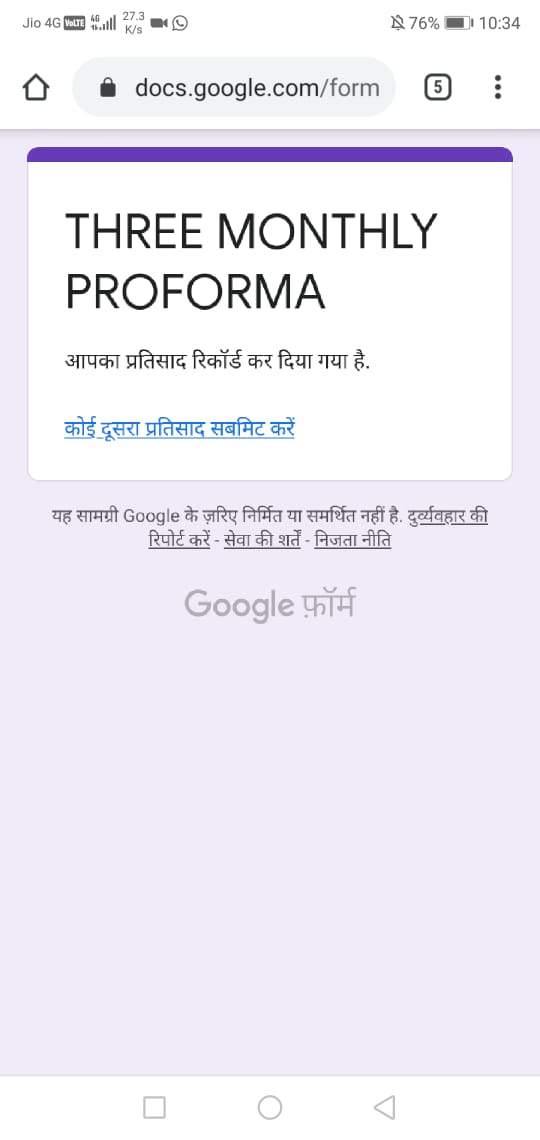 Jio 4G VoLTE 4G 27.3 K/s 76% 10:34
docs.google.com/form 5
THREE MONTHLY
PROFORMA
आपका प्रतिसाद रिकॉर्ड कर दिया गया है.
कोई दूसरा प्रतिसाद सबमिट करें
यह सामग्री Google के ज़रिए निर्मित या समर्थित नहीं है. दुर्व्यवहार की
रिपोर्ट करें - सेवा की शर्तें - निजता नीति
Google फ़ॉर्म